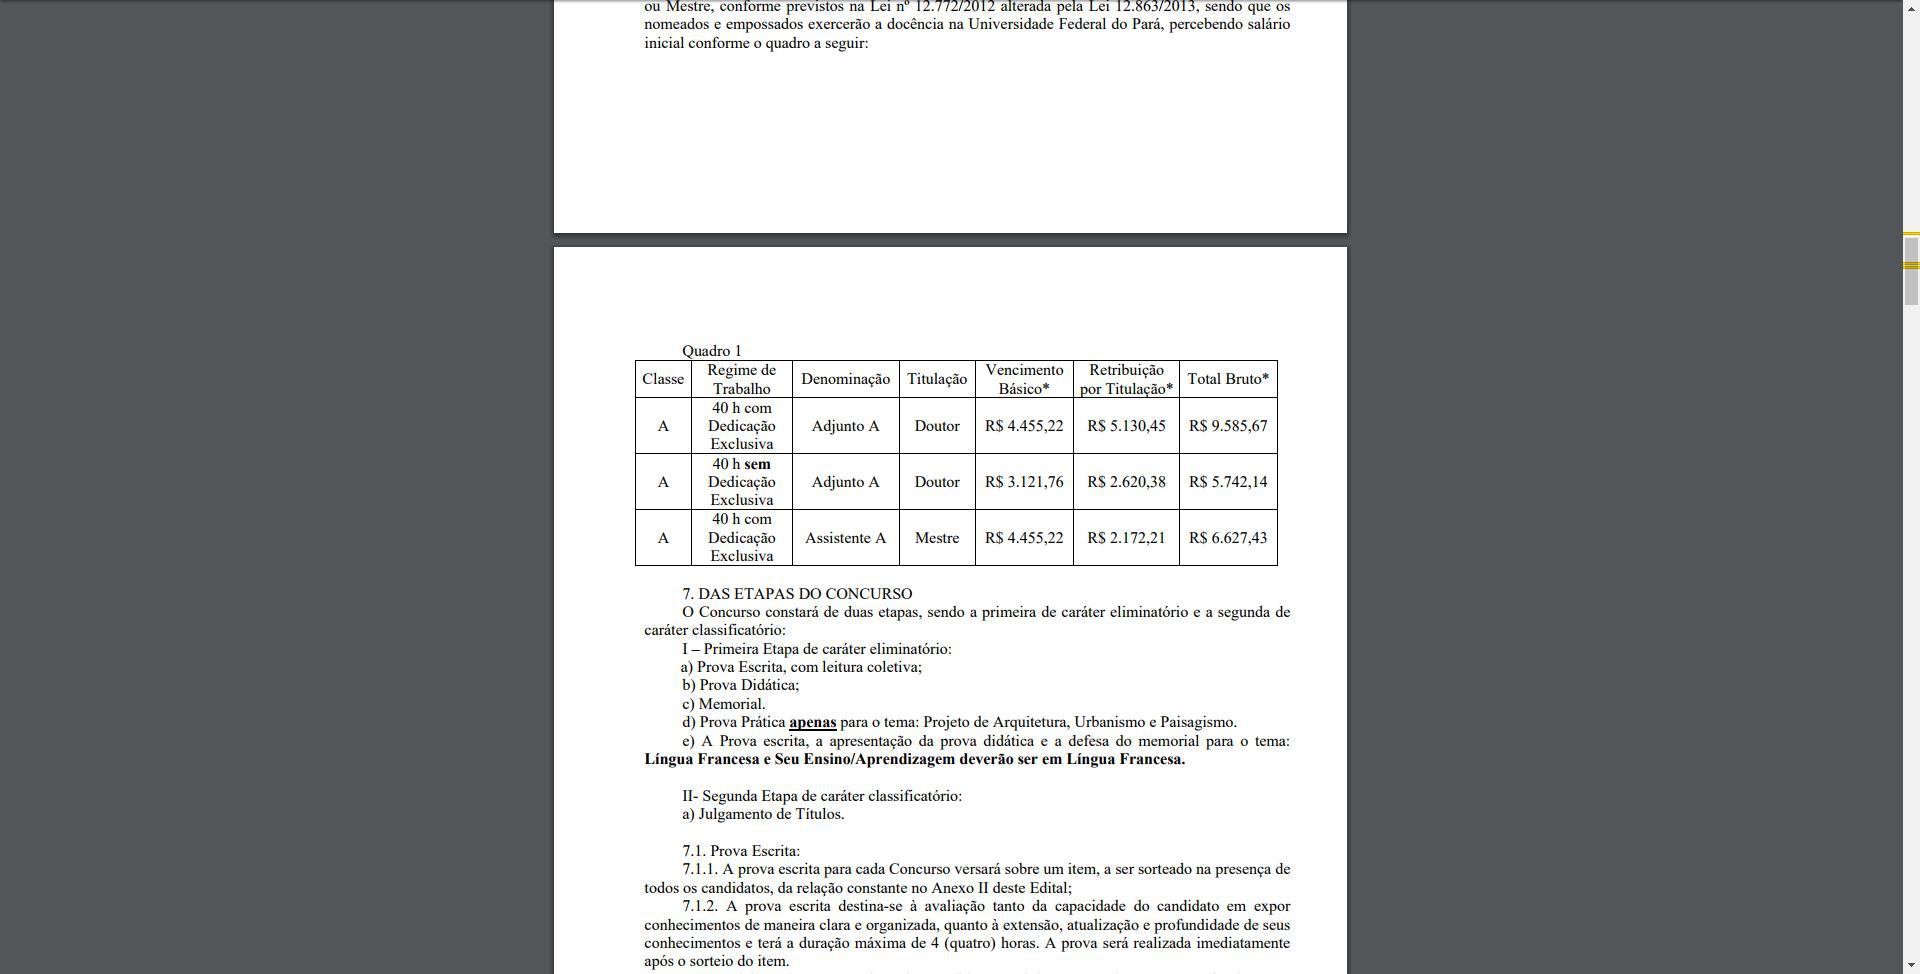 ou Mestre, conforme previstos na Lei nº 12.772/2012 alterada pela Lei 12.863/2013, sendo que os
nomeados e empossados exercerão a docência na Universidade Federal do Pará, percebendo salário
inicial conforme o quadro a seguir:
Quadro 1
Classe Regime de Trabalho Denominação Titulação Vencimento Básico* Retribuição por Titulação* Total Bruto*
A 40 h com Dedicação Exclusiva Adjunto A Doutor R$ 4.455,22 R$ 5.130,45 R$ 9.585,67
A 40 h sem Dedicação Exclusiva Adjunto A Doutor R$ 3.121,76 R$ 2.620,38 R$ 5.742,14
A 40 h com Dedicação Exclusiva Assistente A Mestre R$ 4.455,22 R$ 2.172,21 R$ 6.627,43
7. DAS ETAPAS DO CONCURSO
O Concurso constará de duas etapas, sendo a primeira de caráter eliminatório e a segunda de
caráter classificatório:
I – Primeira Etapa de caráter eliminatório:
a) Prova Escrita, com leitura coletiva;
b) Prova Didática;
c) Memorial.
d) Prova Prática apenas para o tema: Projeto de Arquitetura, Urbanismo e Paisagismo.
e) A Prova escrita, a apresentação da prova didática e a defesa do memorial para o tema:
Língua Francesa e Seu Ensino/Aprendizagem deverão ser em Língua Francesa.
II- Segunda Etapa de caráter classificatório:
a) Julgamento de Títulos.
7.1. Prova Escrita:
7.1.1. A prova escrita para cada Concurso versará sobre um item, a ser sorteado na presença de
todos os candidatos, da relação constante no Anexo II deste Edital;
7.1.2. A prova escrita destina-se à avaliação tanto da capacidade do candidato em expor
conhecimentos de maneira clara e organizada, quanto à extensão, atualização e profundidade de seus
conhecimentos e terá a duração máxima de 4 (quatro) horas. A prova será realizada imediatamente
após o sorteio do item.